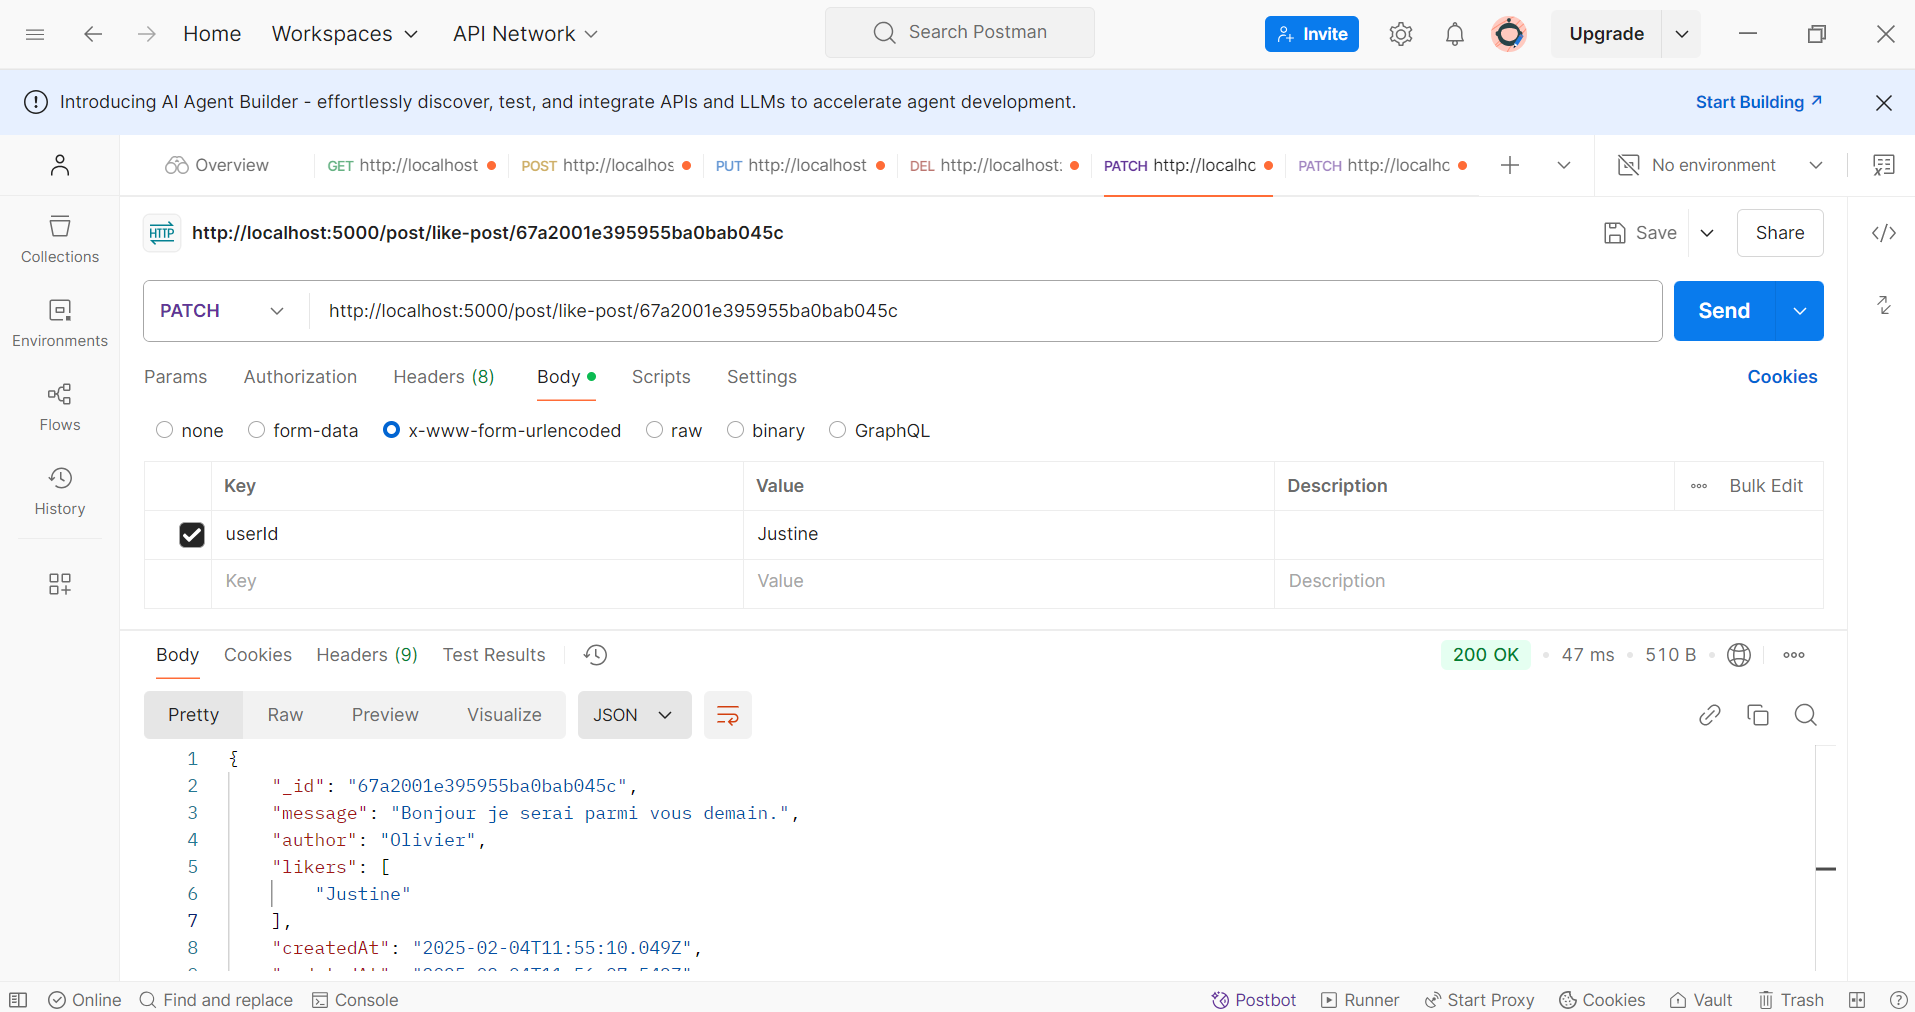 Home Workspaces API Network Search Postman Invite Upgrade
Introducing AI Agent Builder - effortlessly discover, test, and integrate APIs and LLMs to accelerate agent development. Start Building
Overview GET http://localhost POST http://localhos PUT http://localhost DEL http://localhost: PATCH http://localhc PATCH http://localhc No environment
HTTP http://localhost:5000/post/like-post/67a2001e395955ba0bab045c Save Share
Collections
PATCH http://localhost:5000/post/like-post/67a2001e395955ba0bab045c Send
Environments
Params Authorization Headers (8) Body Scripts Settings Cookies
Flows
none form-data x-www-form-urlencoded raw binary GraphQL
History
Key Value Description Bulk Edit
userId Justine
Key Value Description
Body Cookies Headers (9) Test Results 200 OK 47 ms 510 B
Pretty Raw Preview Visualize JSON
1 {
2 "_id": "67a2001e395955ba0bab045c",
3 "message": "Bonjour je serai parmi vous demain.",
4 "author": "Olivier",
5 "likers": [
6 "Justine"
7 ],
8 "createdAt": "2025-02-04T11:55:10.049Z",
Online Find and replace Console Postbot Runner Start Proxy Cookies Vault Trash